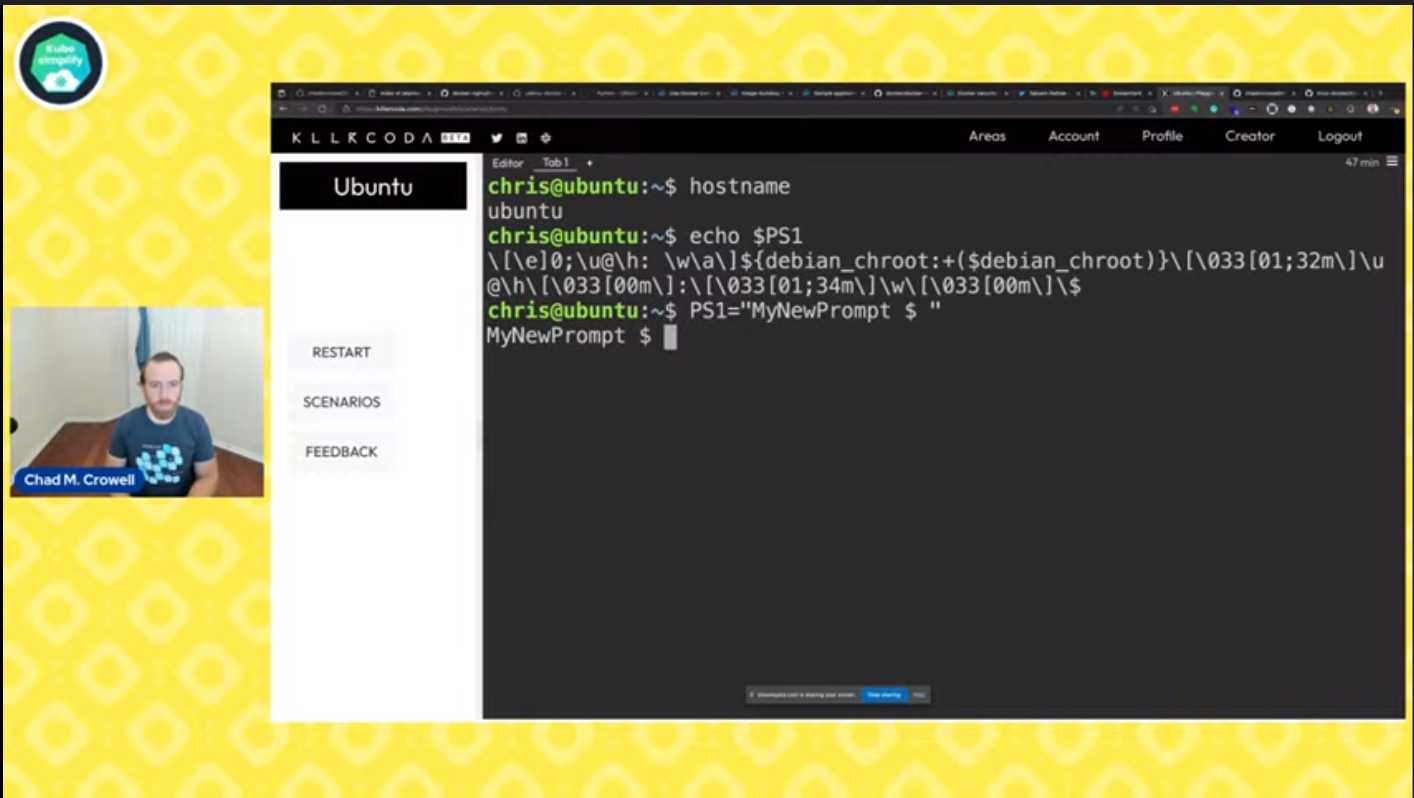 Kube
simplify
KLLRCODA BETA
Areas Account Profile Creator Logout
Ubuntu
Editor Tab 1 +
47 min
chris@ubuntu:~$ hostname
ubuntu
chris@ubuntu:~$ echo $PS1
\[\e]0;\u@\h: \w\a\]${debian_chroot:+($debian_chroot)}\[\033[01;32m\]\u
@\h\[\033[00m\]:\[\033[01;34m\]\w\[\033[00m\]\$
chris@ubuntu:~$ PS1="MyNewPrompt $ "
MyNewPrompt $
RESTART
SCENARIOS
FEEDBACK
Chad M. Crowell
Stop sharing